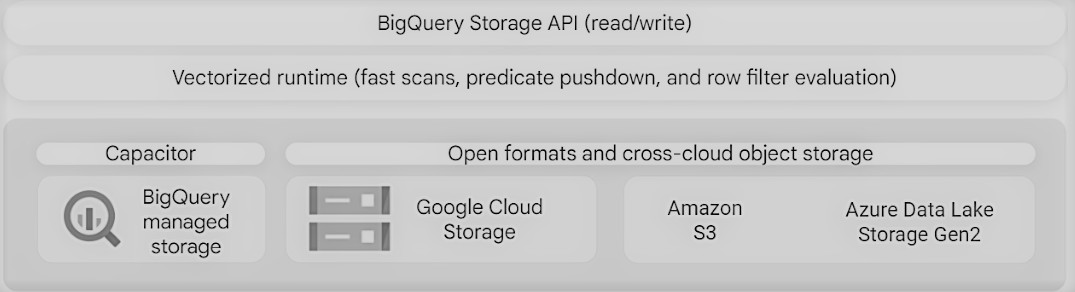 BigQuery Storage API (read/write)
Vectorized runtime (fast scans, predicate pushdown, and row filter evaluation)
Capacitor
Open formats and cross-cloud object storage
BigQuery
managed
storage
Google Cloud
Storage
Amazon
S3
Azure Data Lake
Storage Gen2